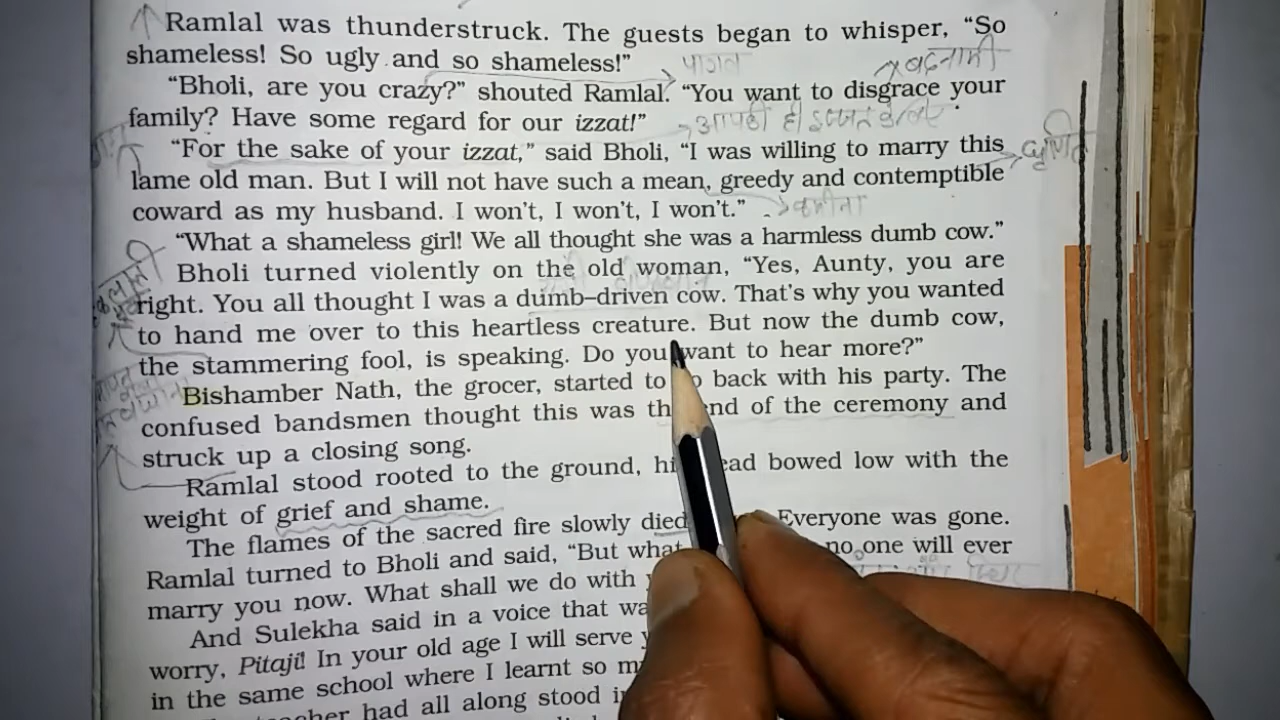 Ramlal was thunderstruck. The guests began to whisper, “So
shameless! So ugly and so shameless!”
पागल
बदनामी
“Bholi, are you crazy?” shouted Ramlal. “You want to disgrace your
family? Have some regard for our izzat!”
“For the sake of your izzat,” said Bholi, “I was willing to marry this
lame old man. But I will not have such a mean, greedy and contemptible
coward as my husband. I won’t, I won’t, I won’t.”
“What a shameless girl! We all thought she was a harmless dumb cow.”
Bholi turned violently on the old woman, “Yes, Aunty, you are
right. You all thought I was a dumb–driven cow. That’s why you wanted
to hand me over to this heartless creature. But now the dumb cow,
the stammering fool, is speaking. Do you want to hear more?”
Bishamber Nath, the grocer, started to back with his party. The
confused bandsmen thought this was of the ceremony and
struck up a closing song.
Ramlal stood rooted to the ground, bowed low with the
weight of grief and shame.
The flames of the sacred fire slowly died Everyone was gone.
Ramlal turned to Bholi and said, “But what no one will ever
marry you now. What shall we do with
And Sulekha said in a voice that
worry, Pitaji! In your old age I will serve
in the same school where I learnt so
had all along stood